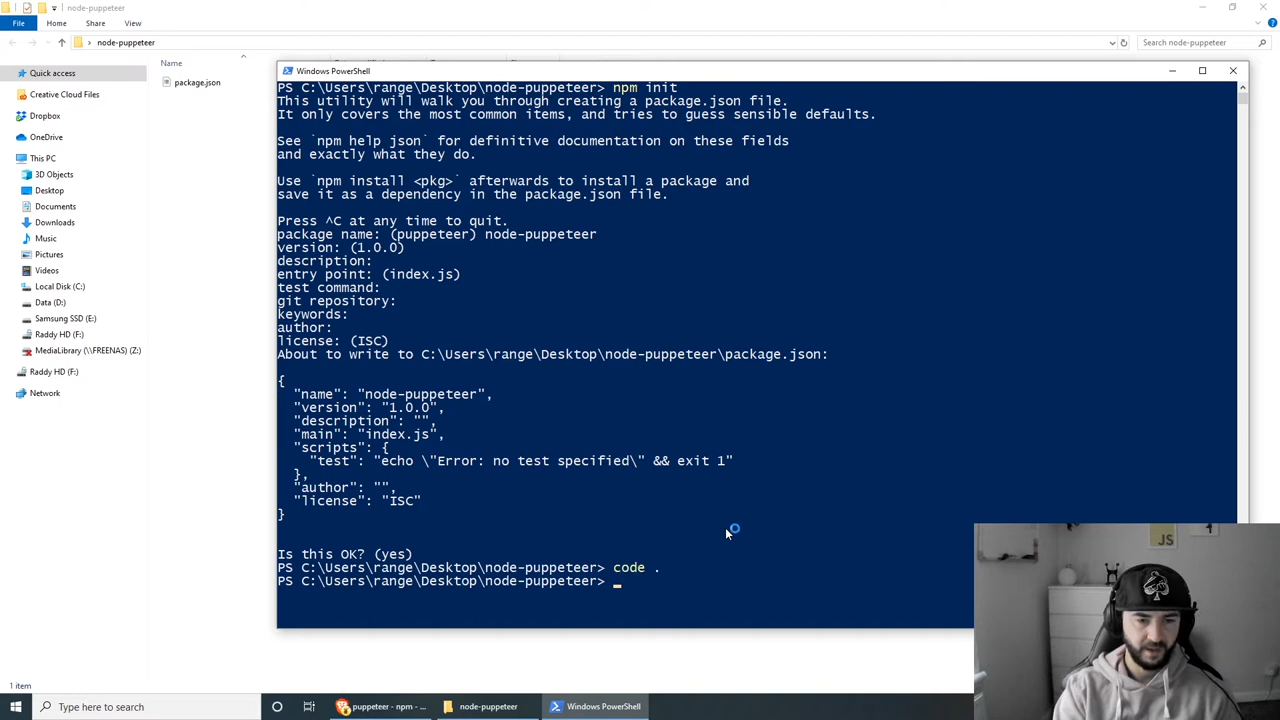 node-puppeteer
File
Home
Share
View
node-puppeteer
Search node-puppeteer
Name
package.json
Quick access
Creative Cloud Files
Dropbox
OneDrive
This PC
3D Objects
Desktop
Documents
Downloads
Music
Pictures
Videos
Local Disk (C:)
Data (D:)
Samsung SSD (E:)
Raddy HD (F:)
MediaLibrary (\\FREENAS) (Z:)
Raddy HD (F:)
Network
1 item
Windows PowerShell
PS C:\Users\range\Desktop\node-puppeteer> npm init
This utility will walk you through creating a package.json file.
It only covers the most common items, and tries to guess sensible defaults.
See `npm help json` for definitive documentation on these fields
and exactly what they do.
Use `npm install <pkg>` afterwards to install a package and
save it as a dependency in the package.json file.
Press ^C at any time to quit.
package name: (puppeteer) node-puppeteer
version: (1.0.0)
description:
entry point: (index.js)
test command:
git repository:
keywords:
author:
license: (ISC)
About to write to C:\Users\range\Desktop\node-puppeteer\package.json:
{
"name": "node-puppeteer",
"version": "1.0.0",
"description": "",
"main": "index.js",
"scripts": {
"test": "echo \"Error: no test specified\" && exit 1"
},
"author": "",
"license": "ISC"
}
Is this OK? (yes)
PS C:\Users\range\Desktop\node-puppeteer> code .
PS C:\Users\range\Desktop\node-puppeteer>
JS
Type here to search
puppeteer - npm - ...
node-puppeteer
Windows PowerShell